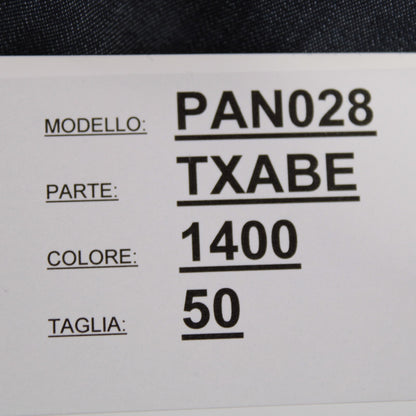 MODELLO: PAN028
PARTE: TXABE
COLORE: 1400
TAGLIA: 50